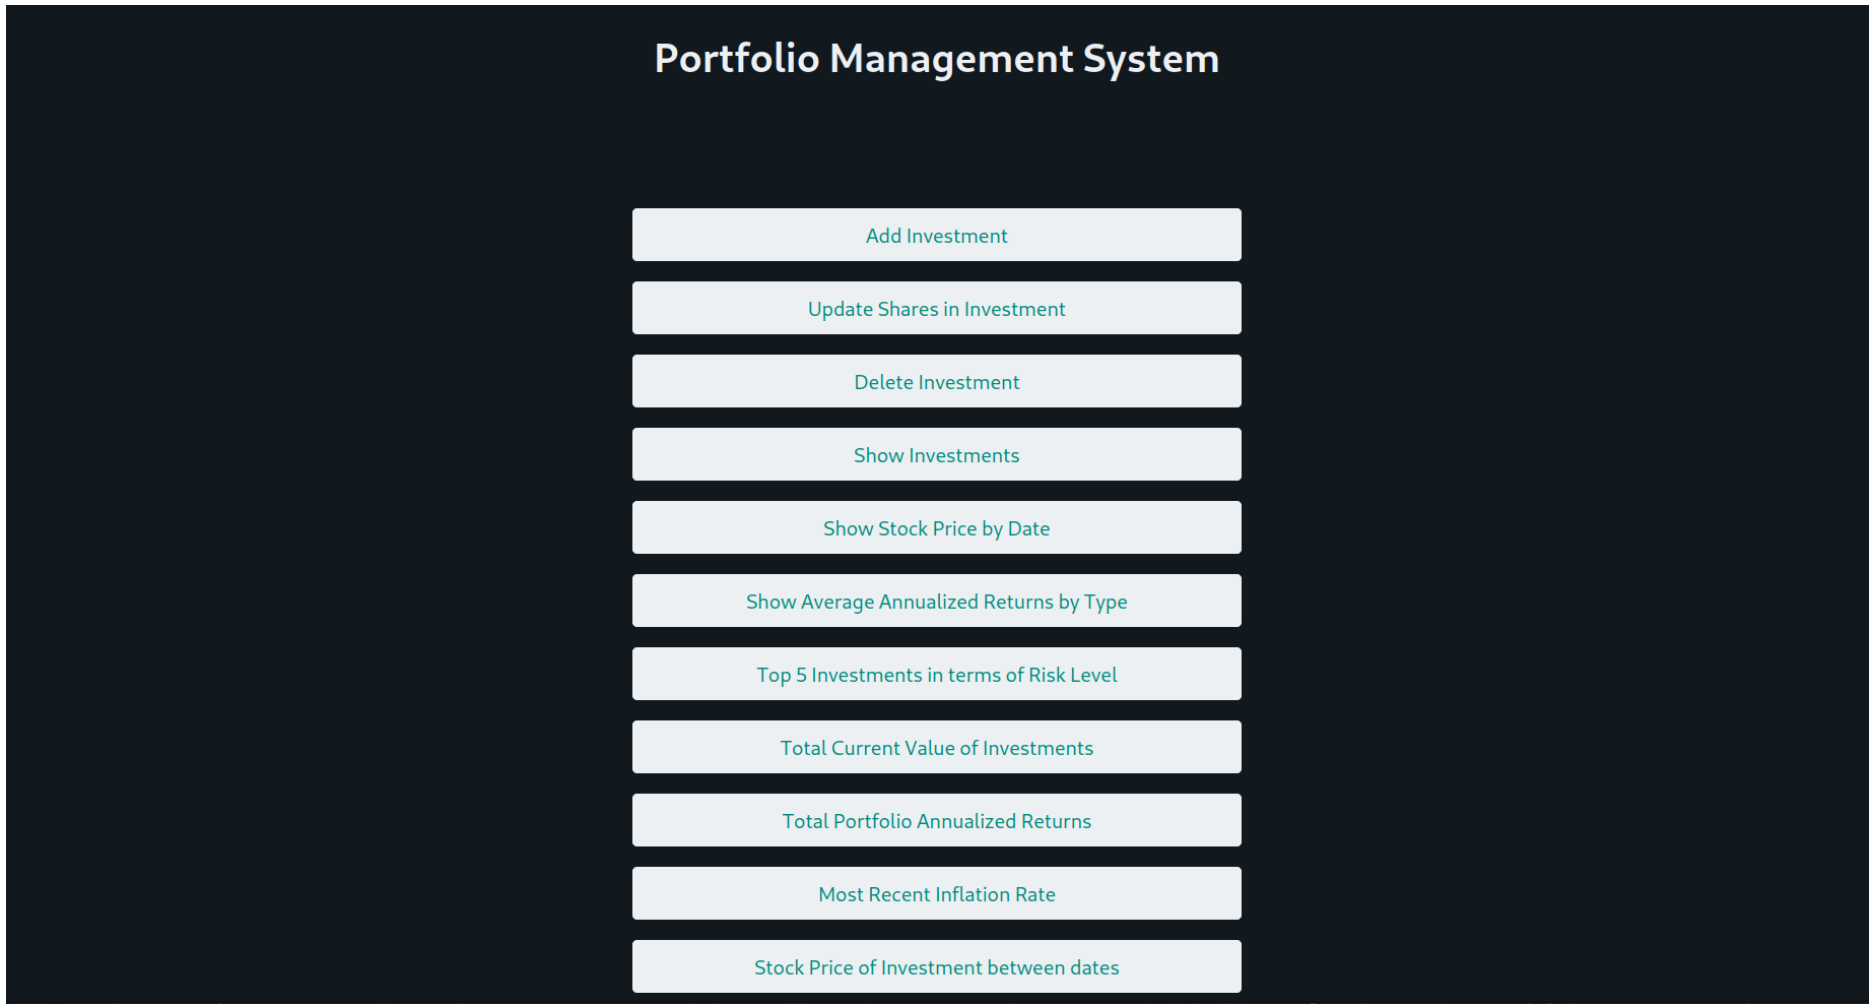 Portfolio Management System
Add Investment
Update Shares in Investment
Delete Investment
Show Investments
Show Stock Price by Date
Show Average Annualized Returns by Type
Top 5 Investments in terms of Risk Level
Total Current Value of Investments
Total Portfolio Annualized Returns
Most Recent Inflation Rate
Stock Price of Investment between dates